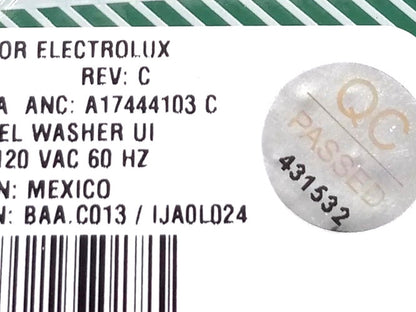 OR ELECTROLUX
REV: C
A ANC: A17444103 C
EL WASHER UI
120 VAC 60 HZ
N: MEXICO
N: BAA.C013 / IJA0L024
QC
PASSED
431532